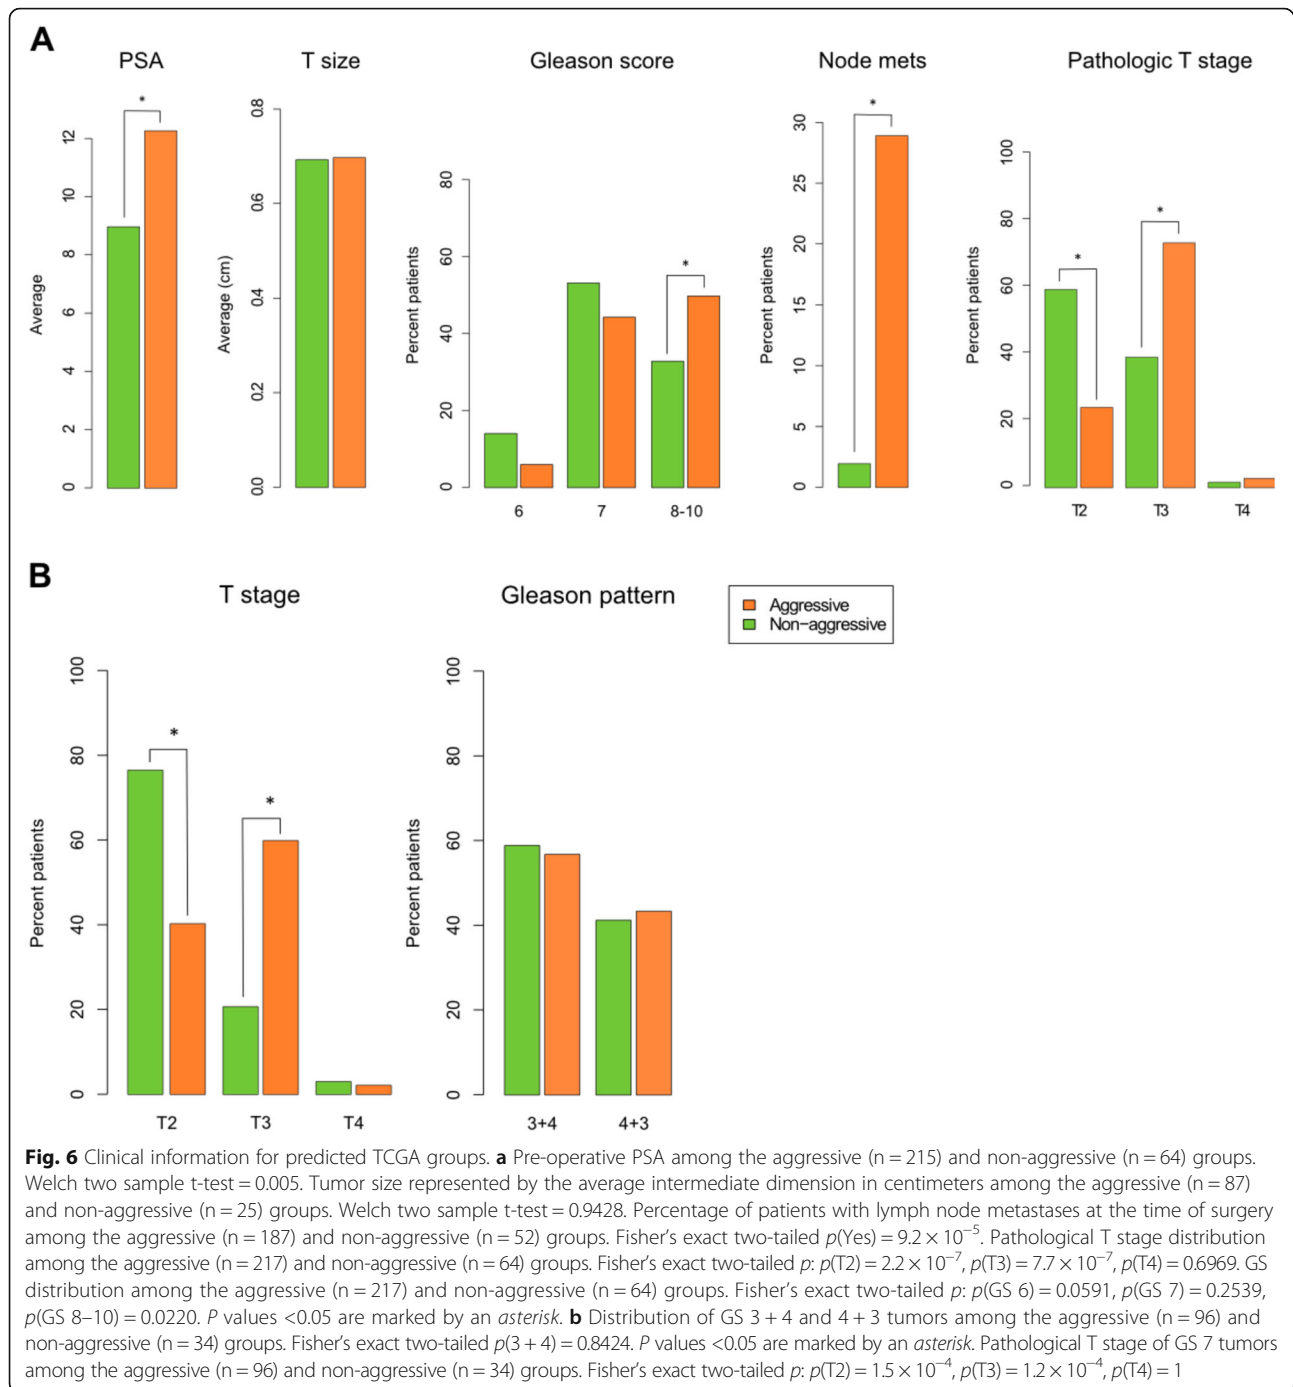 A
PSA
T size
Gleason score
Node mets
Pathologic T stage
Average
0 2 4 6 8 10 12
*
Average (cm)
0.0 0.2 0.4 0.6 0.8
Percent patients
0 20 40 60 80
*
6 7 8-10
Percent patients
0 5 10 15 20 25 30
*
Percent patients
0 20 40 60 80 100
*
*
T2 T3 T4
B
T stage
Gleason pattern
Aggressive
Non-aggressive
Percent patients
0 20 40 60 80 100
*
*
T2 T3 T4
Percent patients
0 20 40 60 80 100
3+4 4+3
Fig. 6 Clinical information for predicted TCGA groups. a Pre-operative PSA among the aggressive (n = 215) and non-aggressive (n = 64) groups.
Welch two sample t-test = 0.005. Tumor size represented by the average intermediate dimension in centimeters among the aggressive (n = 87)
and non-aggressive (n = 25) groups. Welch two sample t-test = 0.9428. Percentage of patients with lymph node metastases at the time of surgery
among the aggressive (n = 187) and non-aggressive (n = 52) groups. Fisher's exact two-tailed p(Yes) = 9.2 × 10⁻⁵. Pathological T stage distribution
among the aggressive (n = 217) and non-aggressive (n = 64) groups. Fisher's exact two-tailed p: p(T2) = 2.2 × 10⁻⁷, p(T3) = 7.7 × 10⁻⁷, p(T4) = 0.6969. GS
distribution among the aggressive (n = 217) and non-aggressive (n = 64) groups. Fisher's exact two-tailed p: p(GS 6) = 0.0591, p(GS 7) = 0.2539,
p(GS 8–10) = 0.0220. P values <0.05 are marked by an asterisk. b Distribution of GS 3 + 4 and 4 + 3 tumors among the aggressive (n = 96) and
non-aggressive (n = 34) groups. Fisher's exact two-tailed p(3 + 4) = 0.8424. P values <0.05 are marked by an asterisk. Pathological T stage of GS 7 tumors
among the aggressive (n = 96) and non-aggressive (n = 34) groups. Fisher's exact two-tailed p: p(T2) = 1.5 × 10⁻⁴, p(T3) = 1.2 × 10⁻⁴, p(T4) = 1